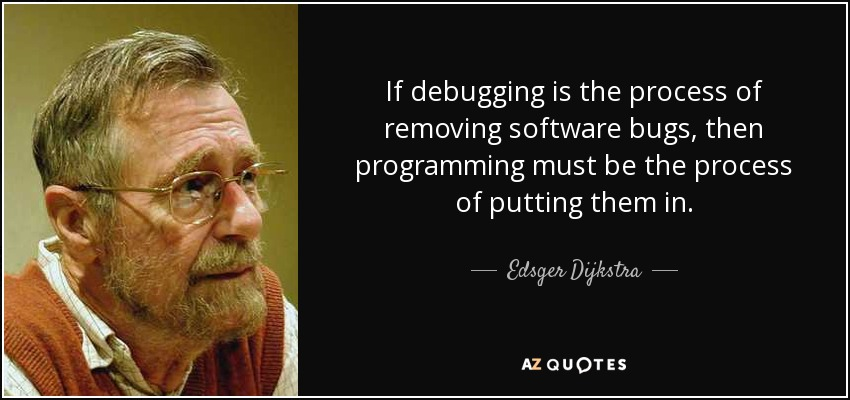 If debugging is the process of
removing software bugs, then
programming must be the process
of putting them in.
Edsger Dijkstra
AZ QUOTES